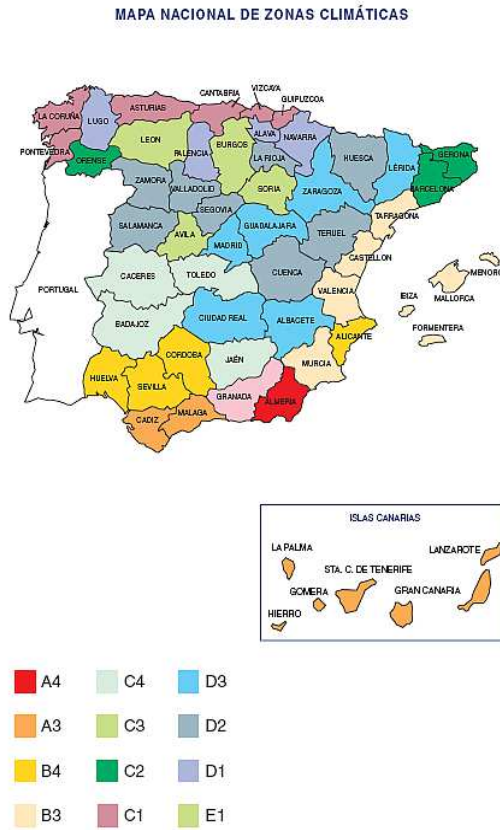 MAPA NACIONAL DE ZONAS CLIMÁTICAS
CANTABRIA
VIZCAYA
GUIPUZCOA
LA CORUÑA
LUGO
ASTURIAS
PONTEVEDRA
ORENSE
LEON
PALENCIA
BURGOS
ALAVA
NAVARRA
LA RIOJA
HUESCA
LÉRIDA
GERONA
BARCELONA
ZAMORA
VALLADOLID
SORIA
ZARAGOZA
TARRAGONA
SEGOVIA
SALAMANCA
AVILA
MADRID
GUADALAJARA
TERUEL
CASTELLON
MENOR
MALLORCA
IBIZA
FORMENTERA
PORTUGAL
CACERES
TOLEDO
CUENCA
VALENCIA
BADAJOZ
CIUDAD REAL
ALBACETE
ALICANTE
CORDOBA
JAÉN
MURCIA
HUELVA
SEVILLA
GRANADA
ALMERIA
CADIZ
MALAGA
ISLAS CANARIAS
LA PALMA
LANZAROTE
STA. C. DE TENERIFE
GOMERA
GRAN CANARIA
HIERRO
A4 C4 D3
A3 C3 D2
B4 C2 D1
B3 C1 E1